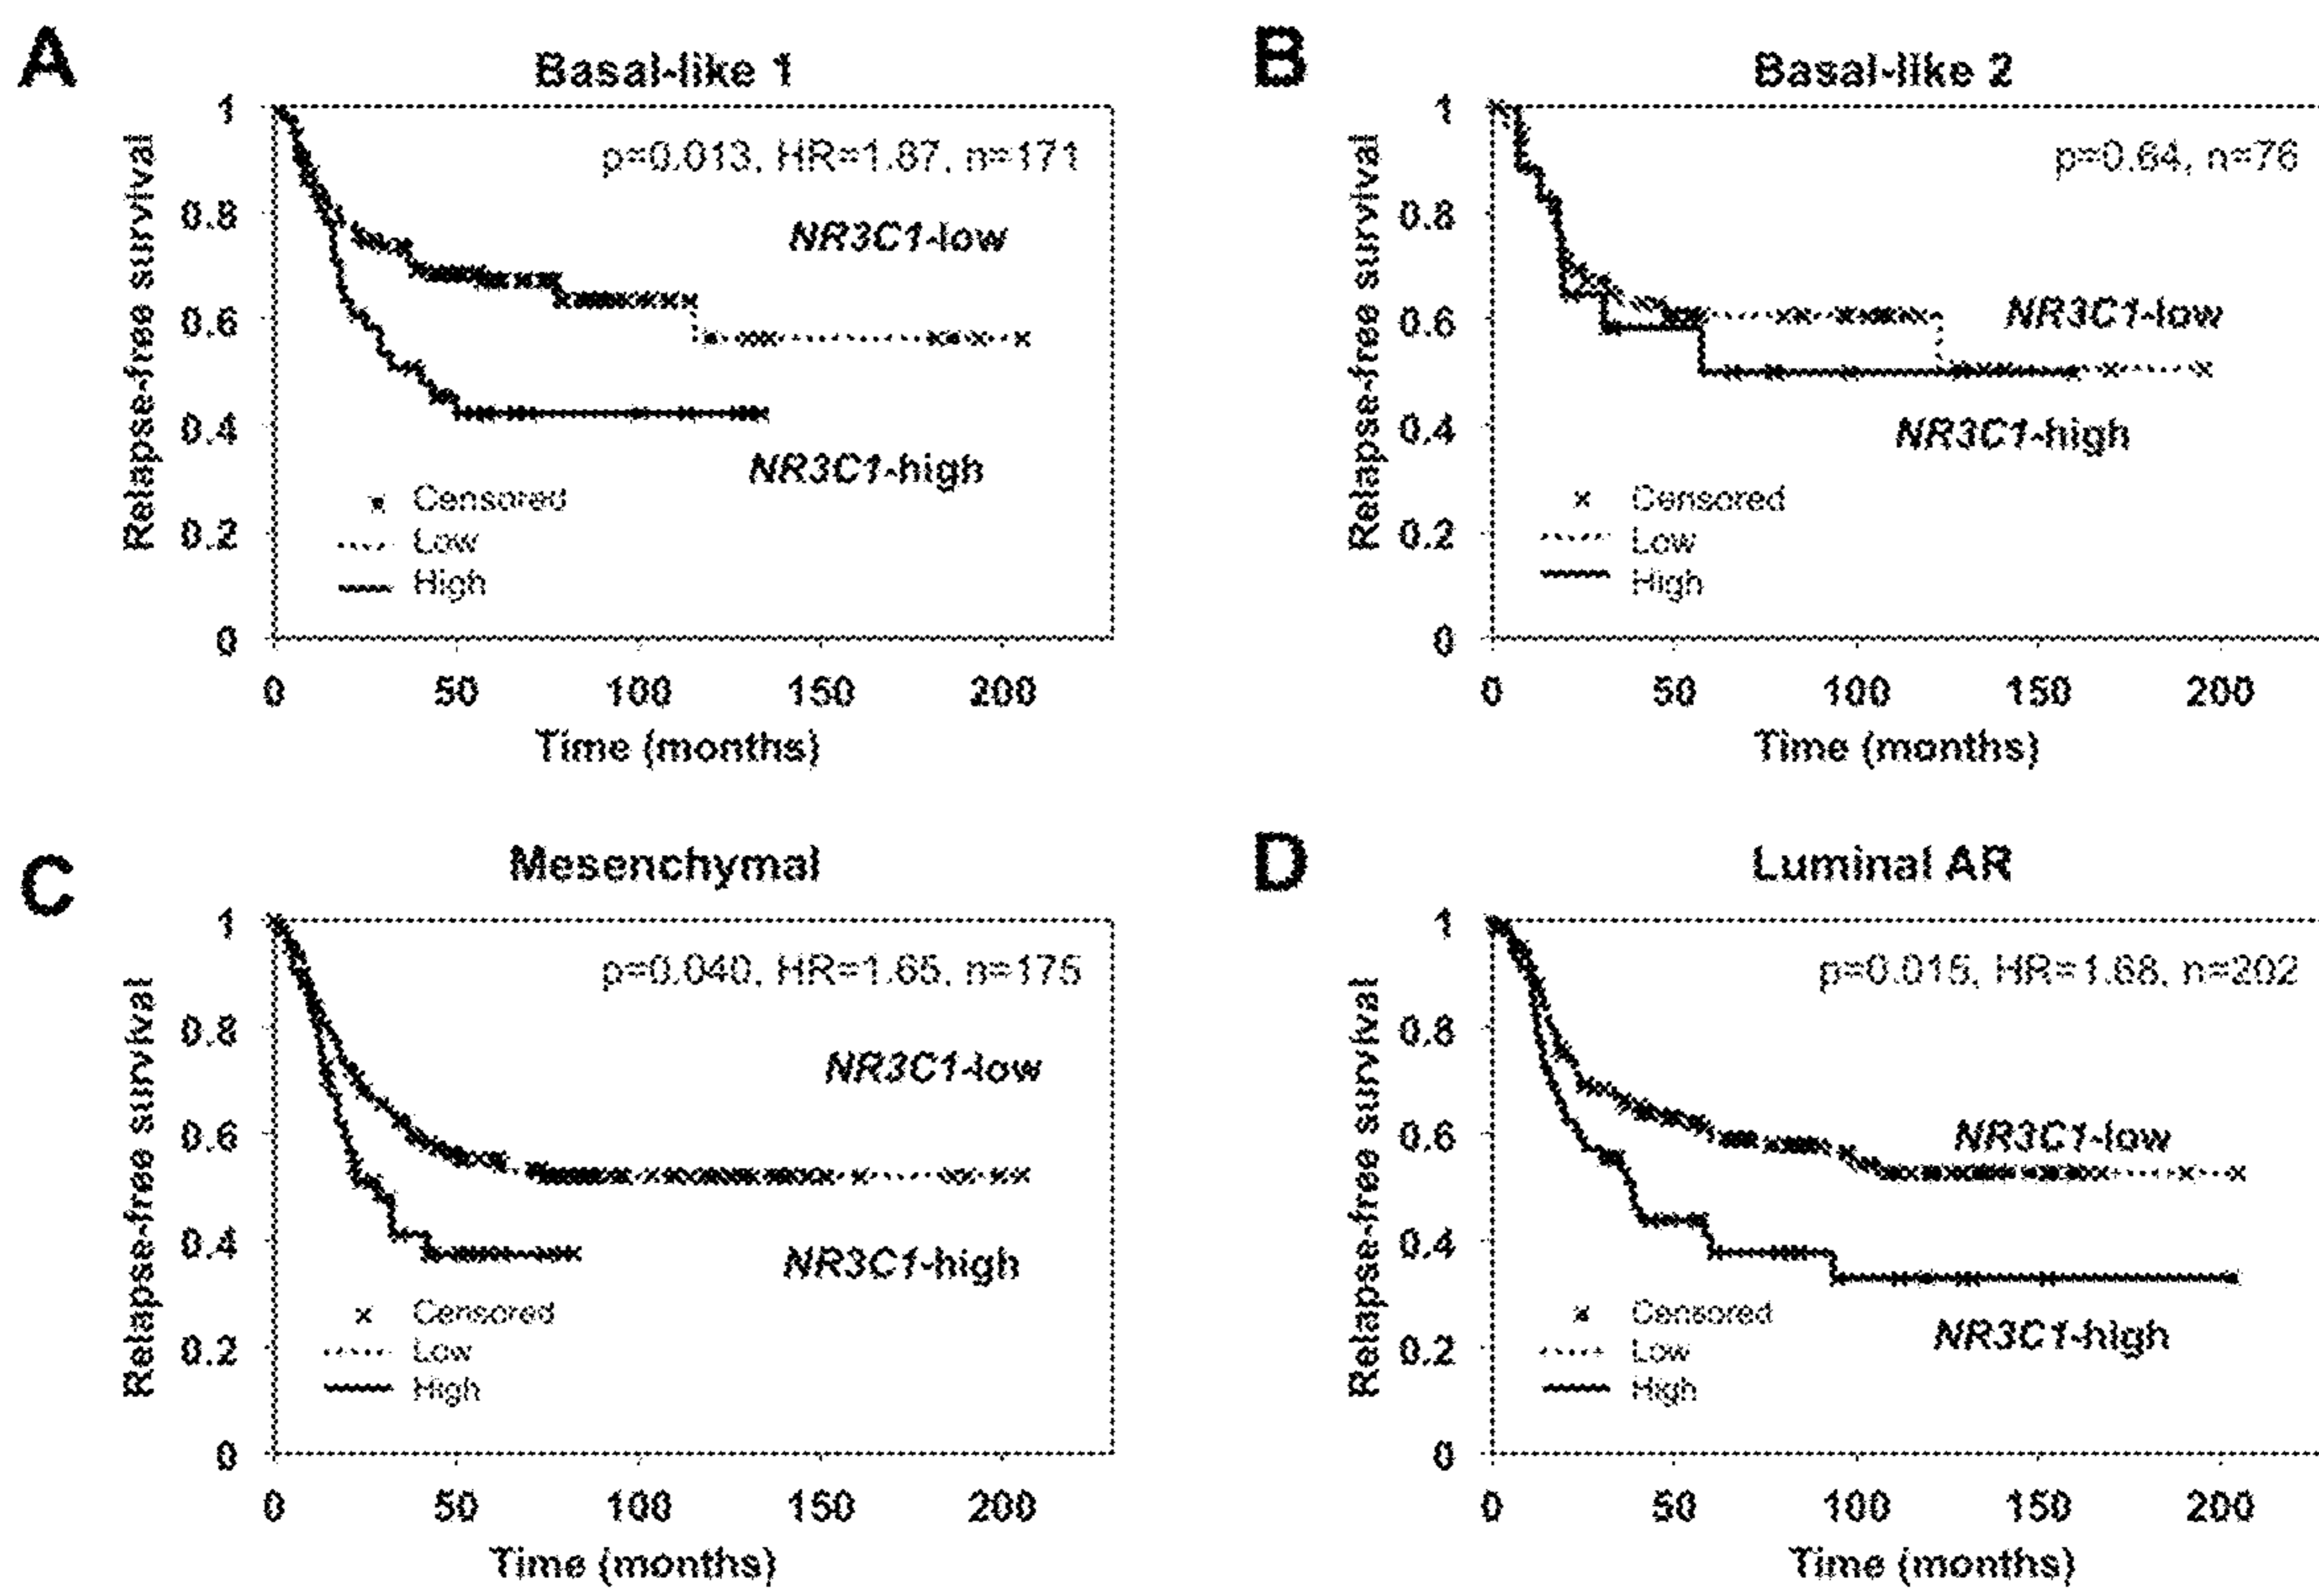 A
Basal-like 1
p=0.013, HR=1.87, n=171
NR3C1-low
NR3C1-high
Censored
Low
High
Relapse-free survival
1
0.8
0.6
0.4
0.2
0
0 50 100 150 200
Time (months)
B
Basal-like 2
p=0.64, n=76
NR3C1-low
NR3C1-high
Censored
Low
High
Relapse-free survival
1
0.8
0.6
0.4
0.2
0
0 50 100 150 200
Time (months)
C
Mesenchymal
p=0.040, HR=1.65, n=175
NR3C1-low
NR3C1-high
Censored
Low
High
Relapse-free survival
1
0.8
0.6
0.4
0.2
0
0 50 100 150 200
Time (months)
D
Luminal AR
p=0.015, HR=1.68, n=202
NR3C1-low
NR3C1-high
Censored
Low
High
Relapse-free survival
1
0.8
0.6
0.4
0.2
0
0 50 100 150 200
Time (months)